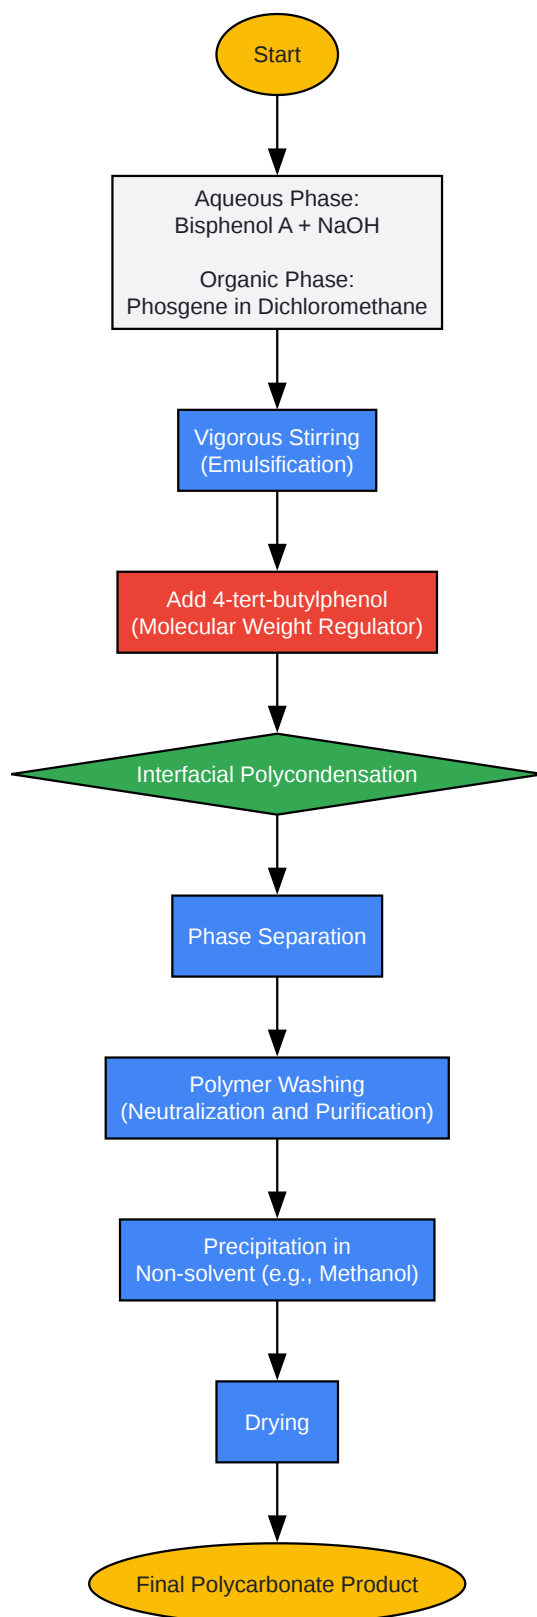 Start
Aqueous Phase:
Bisphenol A + NaOH
Organic Phase:
Phosgene in Dichloromethane
Vigorous Stirring
(Emulsification)
Add 4-tert-butylphenol
(Molecular Weight Regulator)
Interfacial Polycondensation
Phase Separation
Polymer Washing
(Neutralization and Purification)
Precipitation in
Non-solvent (e.g., Methanol)
Drying
Final Polycarbonate Product